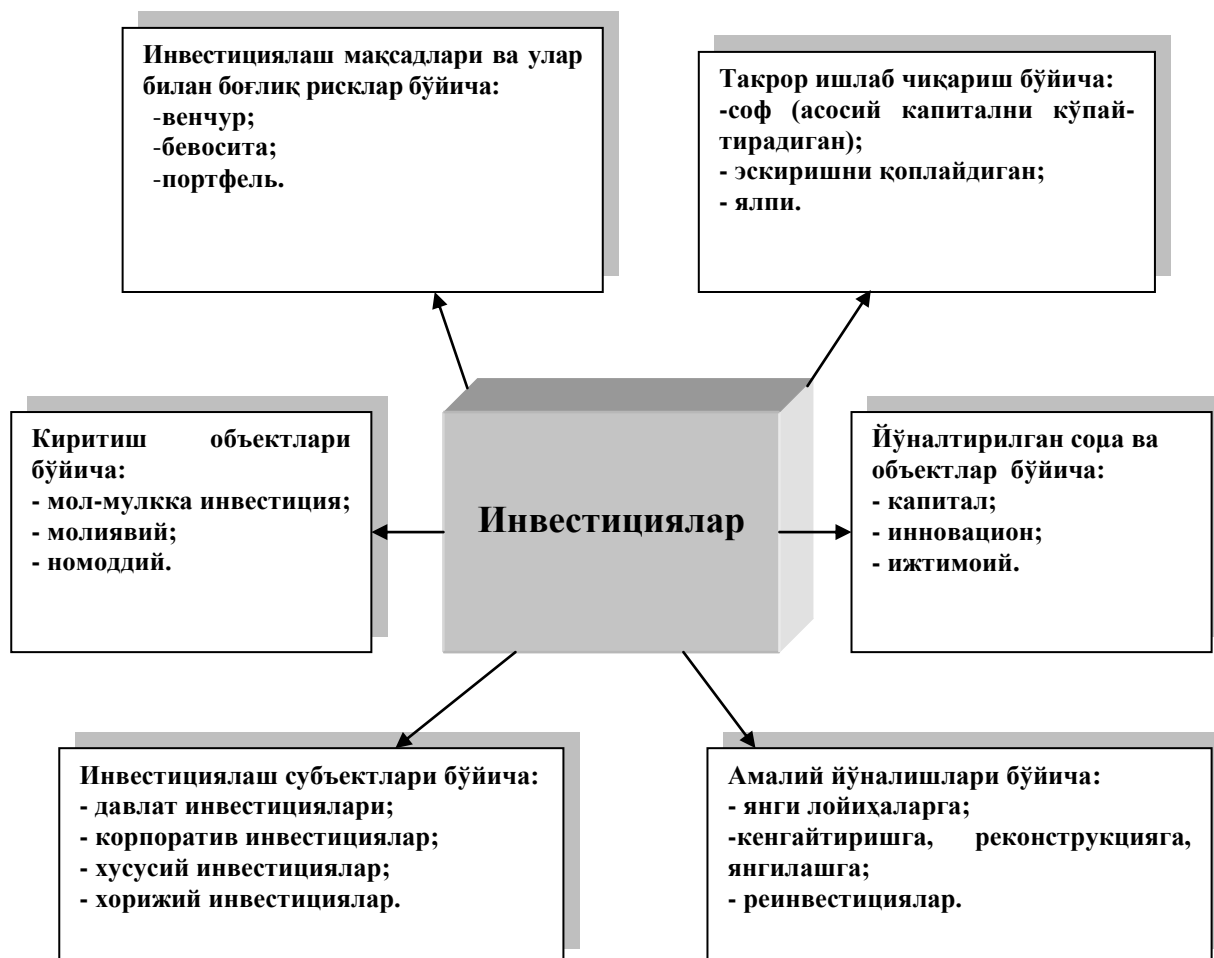 Инвестициялаш мақсадлари ва улар
билан боғлиқ рисклар бўйича:
-венчур;
-бевосита;
-портфель.
Такрор ишлаб чиқариш бўйича:
-соф (асосий капитални кўпай-
тирадиган);
- эскиришни қоплайдиган;
- ялпи.
Киритиш объектлари
бўйича:
- мол-мулкка инвестиция;
- молиявий;
- номоддий.
Инвестициялар
Йўналтирилган соμа ва
объектлар бўйича:
- капитал;
- инновацион;
- ижтимоий.
Инвестициялаш субъектлари бўйича:
- давлат инвестициялари;
- корпоратив инвестициялар;
- хусусий инвестициялар;
- хорижий инвестициялар.
Амалий йўналишлари бўйича:
- янги лойиҳаларга;
-кенгайтиришга, реконструкцияга,
янгилашга;
- реинвестициялар.